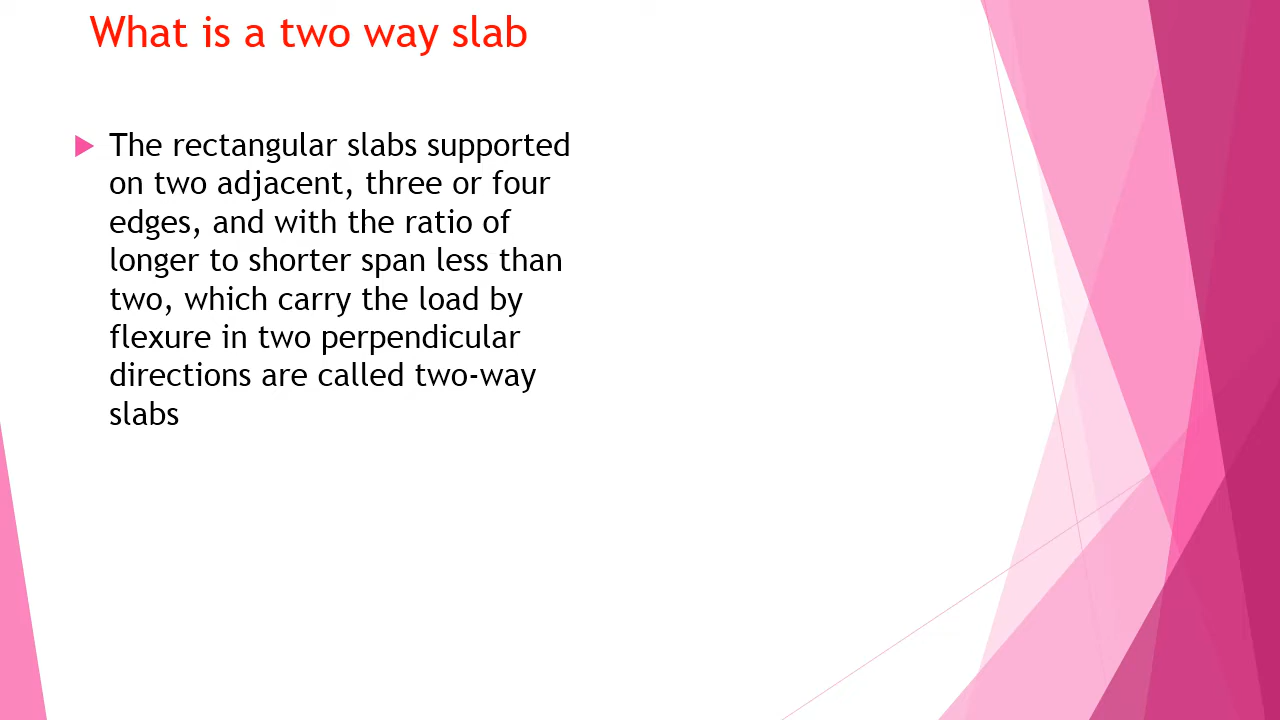 What is a two way slab
The rectangular slabs supported
on two adjacent, three or four
edges, and with the ratio of
longer to shorter span less than
two, which carry the load by
flexure in two perpendicular
directions are called two-way
slabs